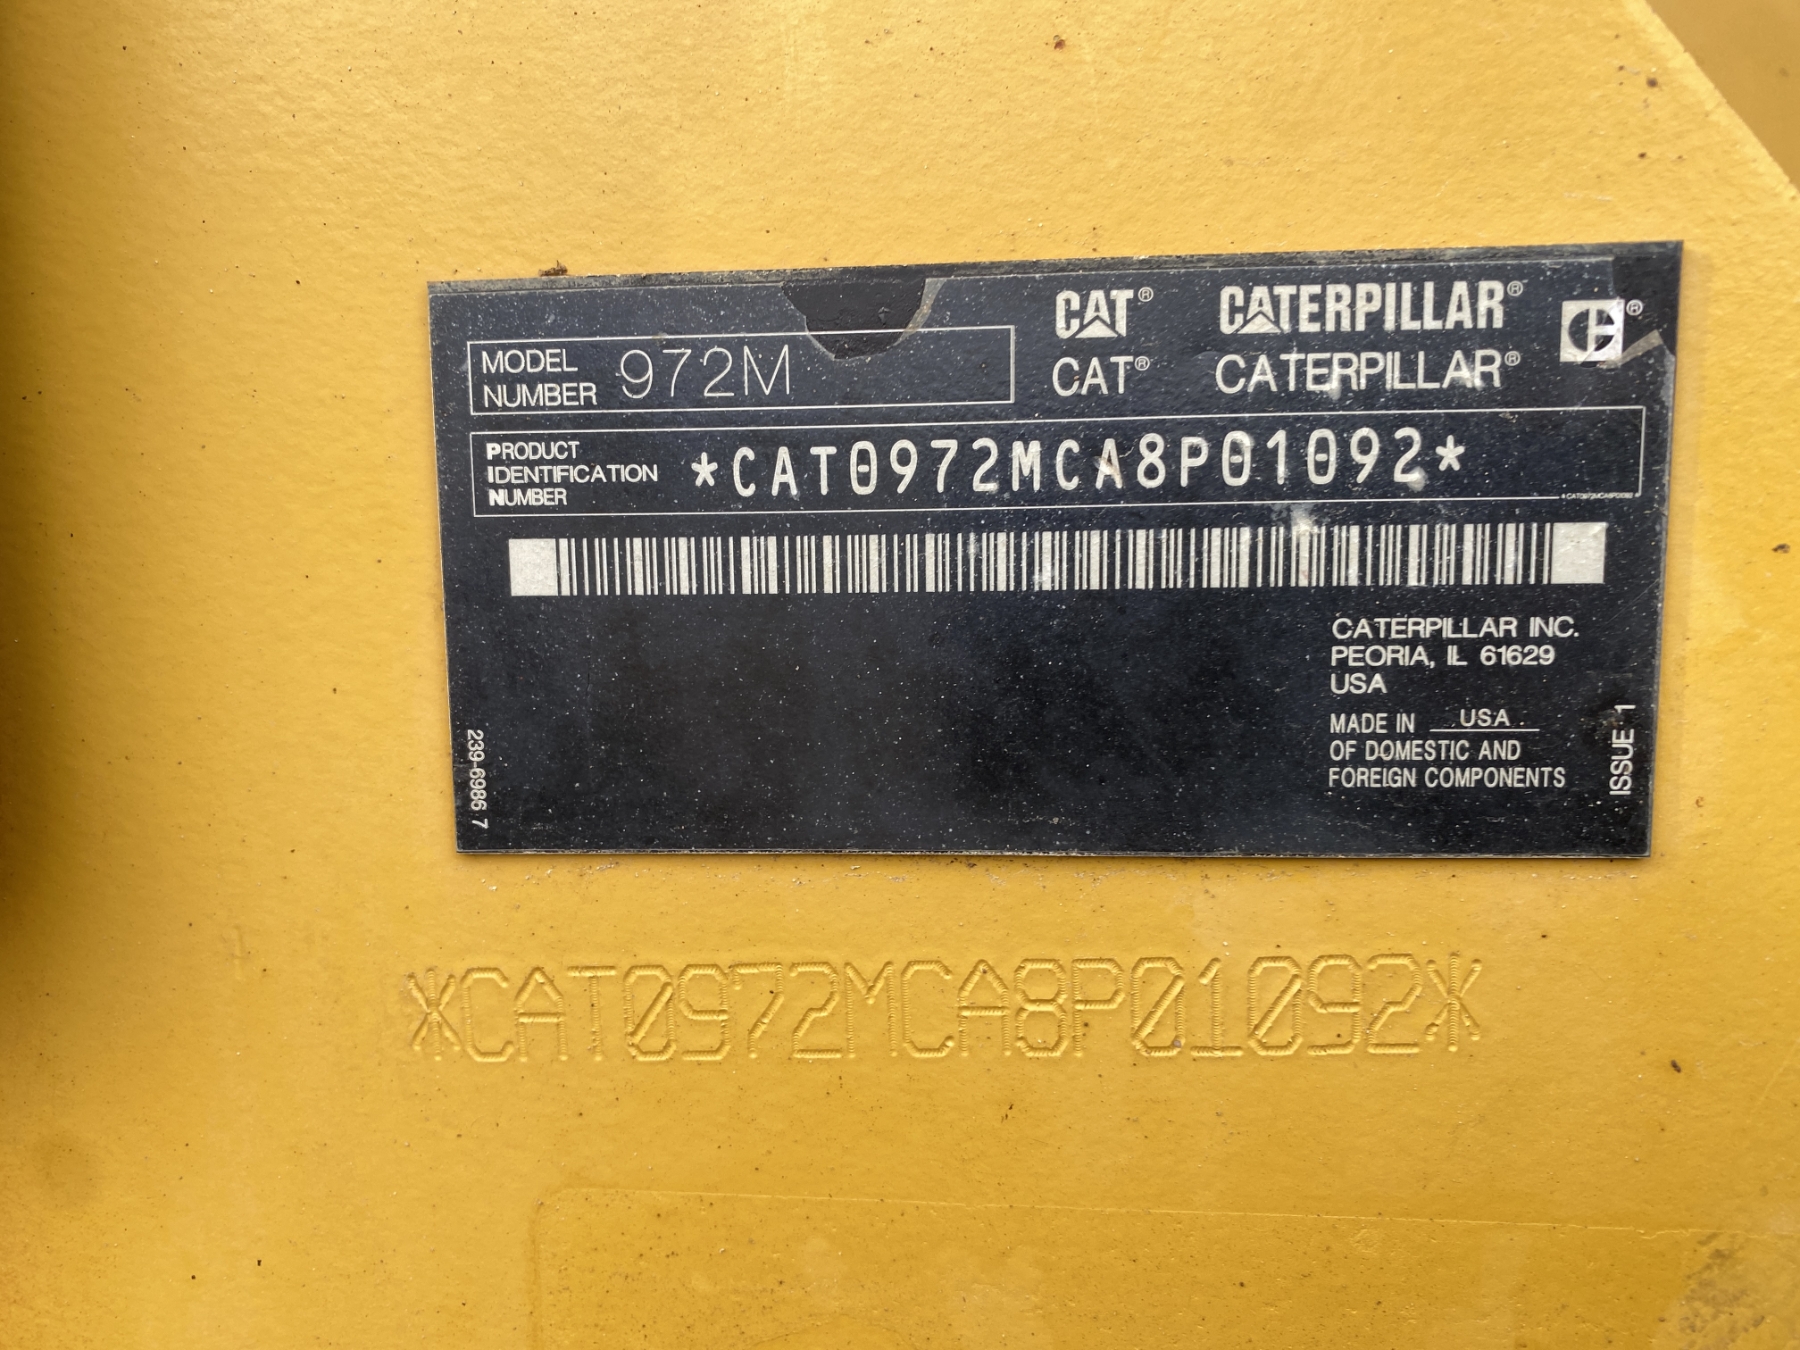 CAT® CATERPILLAR® ®
MODEL NUMBER 972M
CAT® CATERPILLAR®
PRODUCT
IDENTIFICATION
NUMBER
*CAT0972MCA8P01092*
CATERPILLAR INC.
PEORIA, IL 61629
USA
MADE IN USA
OF DOMESTIC AND
FOREIGN COMPONENTS
239-6986 7
ISSUE 1
*CAT0972MCA8P01092*